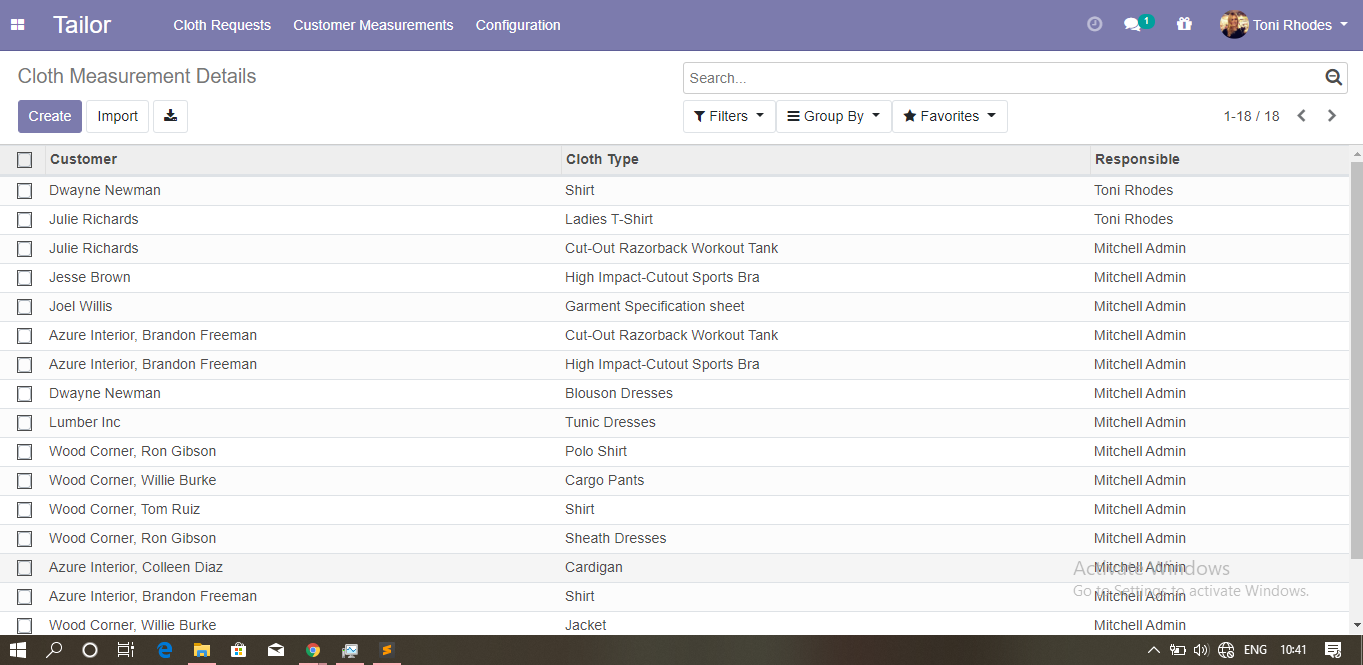 Tailor Cloth Requests Customer Measurements Configuration 1 Toni Rhodes
Cloth Measurement Details
Search...
Create Import Filters Group By Favorites 1-18 / 18
Customer Cloth Type Responsible
Dwayne Newman Shirt Toni Rhodes
Julie Richards Ladies T-Shirt Toni Rhodes
Julie Richards Cut-Out Razorback Workout Tank Mitchell Admin
Jesse Brown High Impact-Cutout Sports Bra Mitchell Admin
Joel Willis Garment Specification sheet Mitchell Admin
Azure Interior, Brandon Freeman Cut-Out Razorback Workout Tank Mitchell Admin
Azure Interior, Brandon Freeman High Impact-Cutout Sports Bra Mitchell Admin
Dwayne Newman Blouson Dresses Mitchell Admin
Lumber Inc Tunic Dresses Mitchell Admin
Wood Corner, Ron Gibson Polo Shirt Mitchell Admin
Wood Corner, Willie Burke Cargo Pants Mitchell Admin
Wood Corner, Tom Ruiz Shirt Mitchell Admin
Wood Corner, Ron Gibson Sheath Dresses Mitchell Admin
Azure Interior, Colleen Diaz Cardigan Mitchell Admin
Activate Windows
Azure Interior, Brandon Freeman Shirt Mitchell Admin
Go to Settings to activate Windows.
Wood Corner, Willie Burke Jacket Mitchell Admin
ENG 10:41